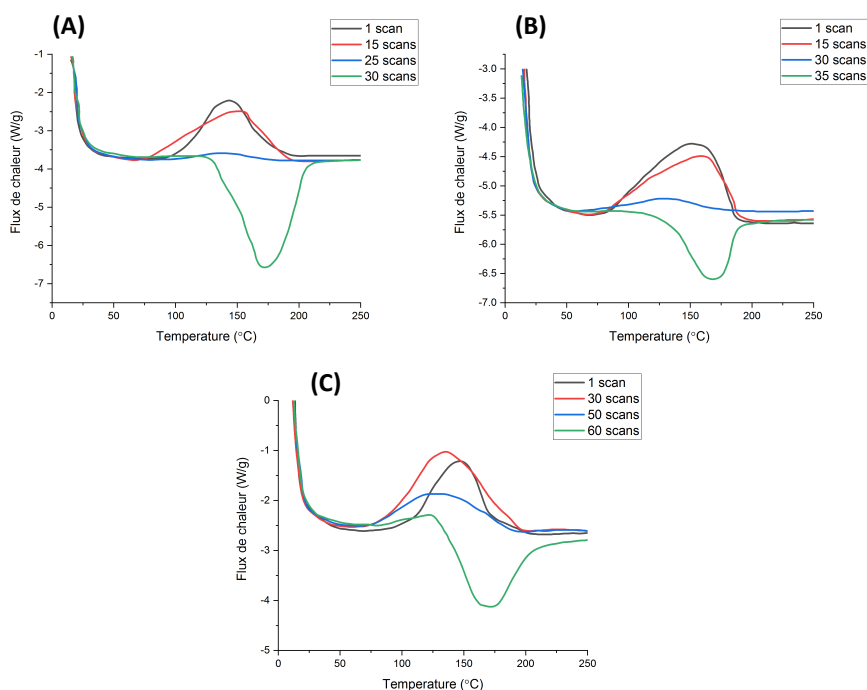 (A)
1 scan
15 scans
25 scans
30 scans
-1
-2
-3
-4
-5
-6
-7
Flux de chaleur (W/g)
0 50 100 150 200 250
Temperature (°C)
(B)
1 scan
15 scans
30 scans
35 scans
-3.0
-3.5
-4.0
-4.5
-5.0
-5.5
-6.0
-6.5
-7.0
Flux de chaleur (W/g)
0 50 100 150 200 250
Temperature (°C)
(C)
1 scan
30 scans
50 scans
60 scans
0
-1
-2
-3
-4
-5
Flux de chaleur (W/g)
0 50 100 150 200 250
Temperature (°C)